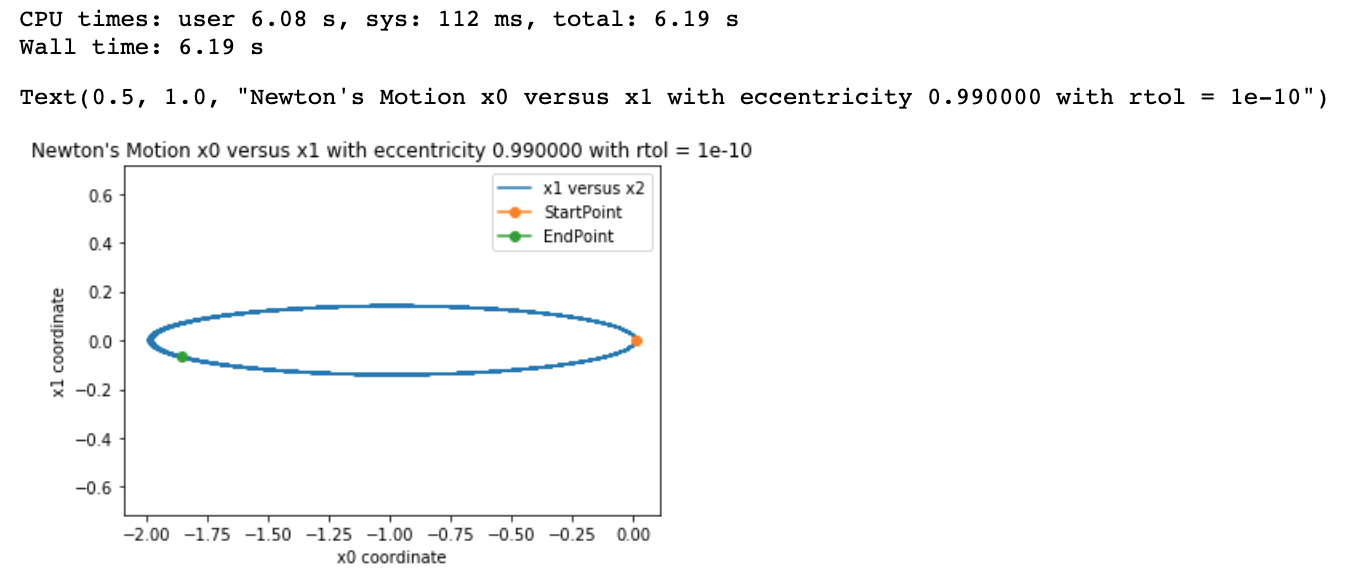 CPU times: user 6.08 s, sys: 112 ms, total: 6.19 s
Wall time: 6.19 s
Text(0.5, 1.0, "Newton's Motion x0 versus x1 with eccentricity 0.990000 with rtol = 1e-10")
Newton's Motion x0 versus x1 with eccentricity 0.990000 with rtol = 1e-10
x1 versus x2
StartPoint
EndPoint
0.6
0.4
0.2
0.0
−0.2
−0.4
−0.6
x1 coordinate
−2.00 −1.75 −1.50 −1.25 −1.00 −0.75 −0.50 −0.25 0.00
x0 coordinate